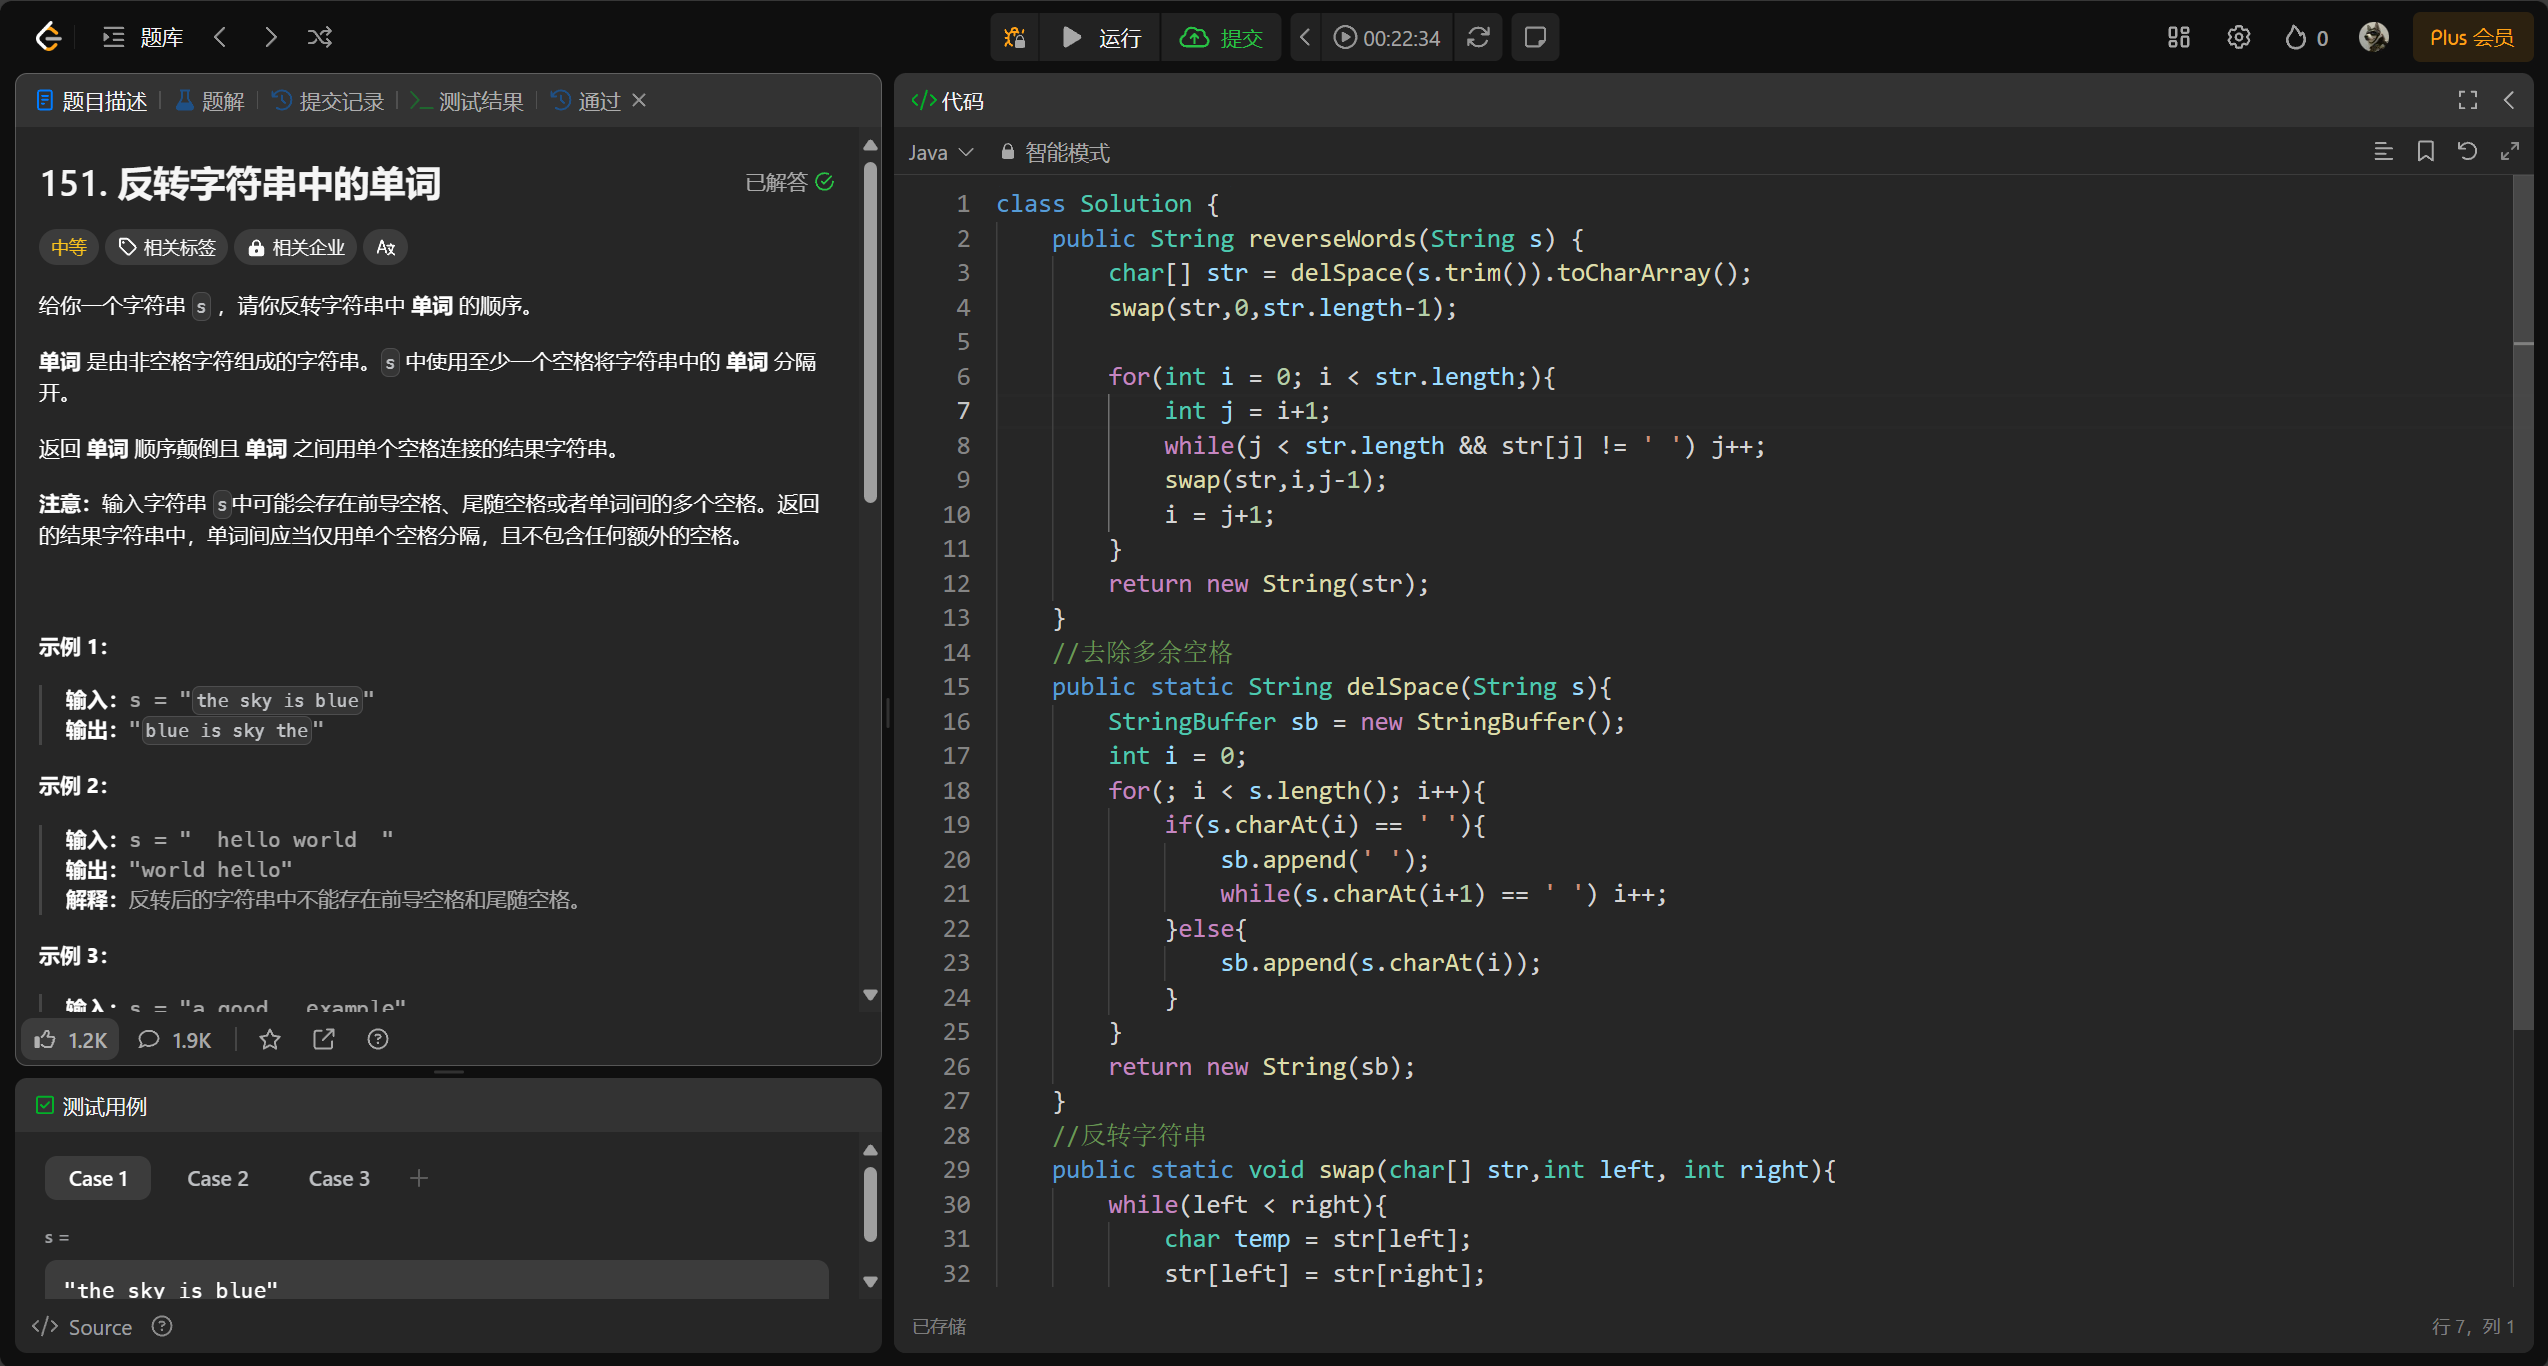 题库
运行
提交
00:22:34
0
Plus 会员
题目描述
题解
提交记录
测试结果
通过
151. 反转字符串中的单词
已解答
中等
相关标签
相关企业
给你一个字符串 s ，请你反转字符串中 单词 的顺序。
单词 是由非空格字符组成的字符串。s 中使用至少一个空格将字符串中的 单词 分隔
开。
返回 单词 顺序颠倒且 单词 之间用单个空格连接的结果字符串。
注意：输入字符串 s中可能会存在前导空格、尾随空格或者单词间的多个空格。返回
的结果字符串中，单词间应当仅用单个空格分隔，且不包含任何额外的空格。
示例 1：
输入：s = "the sky is blue"
输出："blue is sky the"
示例 2：
输入：s = "  hello world  "
输出："world hello"
解释：反转后的字符串中不能存在前导空格和尾随空格。
示例 3：
输入：s = "a good   example"
1.2K
1.9K
测试用例
Case 1
Case 2
Case 3
s =
"the sky is blue"
Source
代码
Java
智能模式
1 class Solution {
2     public String reverseWords(String s) {
3         char[] str = delSpace(s.trim()).toCharArray();
4         swap(str,0,str.length-1);
5
6         for(int i = 0; i < str.length;){
7             int j = i+1;
8             while(j < str.length && str[j] != ' ') j++;
9             swap(str,i,j-1);
10             i = j+1;
11         }
12         return new String(str);
13     }
14     //去除多余空格
15     public static String delSpace(String s){
16         StringBuffer sb = new StringBuffer();
17         int i = 0;
18         for(; i < s.length(); i++){
19             if(s.charAt(i) == ' '){
20                 sb.append(' ');
21                 while(s.charAt(i+1) == ' ') i++;
22             }else{
23                 sb.append(s.charAt(i));
24             }
25         }
26         return new String(sb);
27     }
28     //反转字符串
29     public static void swap(char[] str,int left, int right){
30         while(left < right){
31             char temp = str[left];
32             str[left] = str[right];
已存储
行 7，列 1